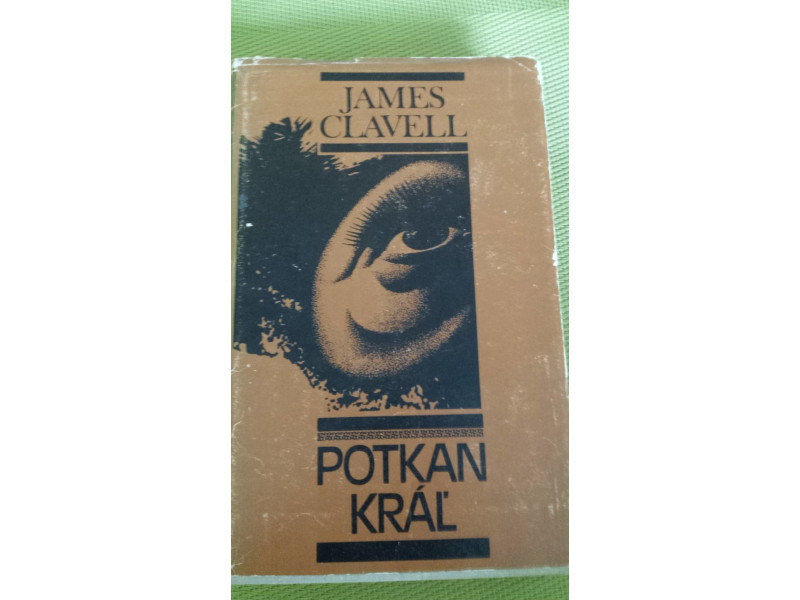 JAMES
CLAVELL
POTKAN
KRÁĽ